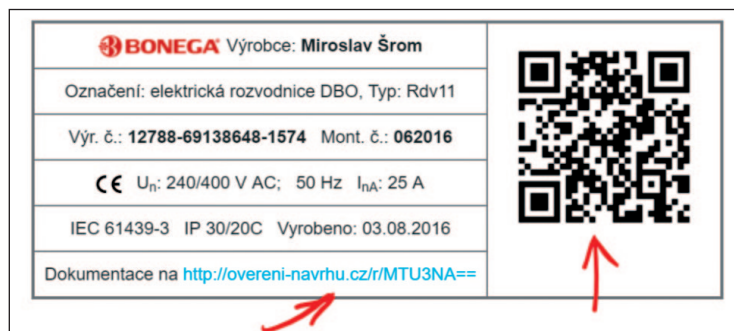 BONEGA Výrobce: Miroslav Šrom
Označení: elektrická rozvodnice DBO, Typ: Rdv11
Výr. č.: 12788-69138648-1574 Mont. č.: 062016
CE Un: 240/400 V AC; 50 Hz InA: 25 A
IEC 61439-3 IP 30/20C Vyrobeno: 03.08.2016
Dokumentace na http://overeni-navrhu.cz/r/MTU3NA==